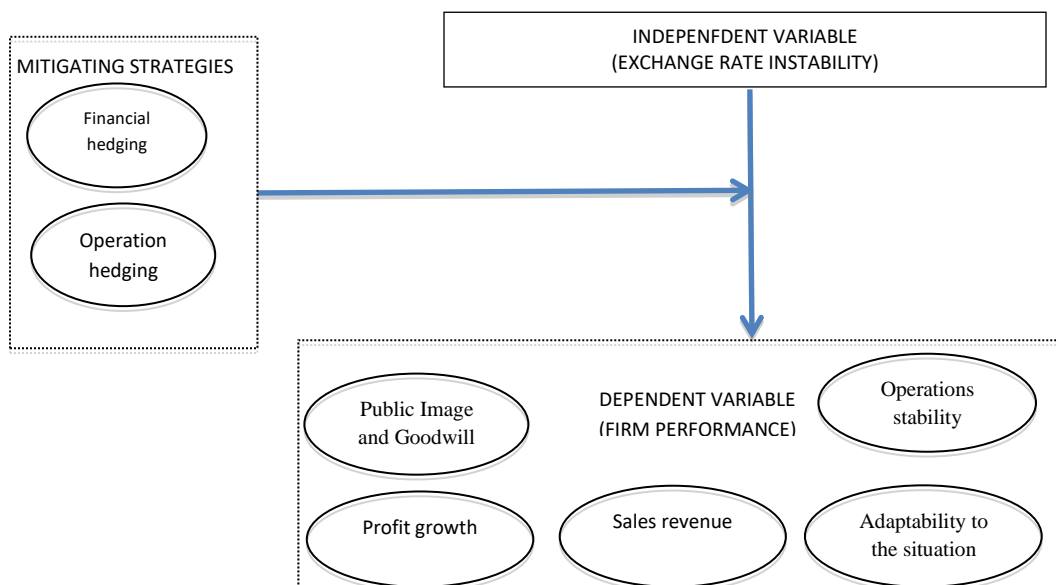 INDEPENFDENT VARIABLE
(EXCHANGE RATE INSTABILITY)
MITIGATING STRATEGIES
Financial
hedging
Operation
hedging
Public Image
and Goodwill
DEPENDENT VARIABLE
(FIRM PERFORMANCE)
Operations
stability
Profit growth
Sales revenue
Adaptability to
the situation